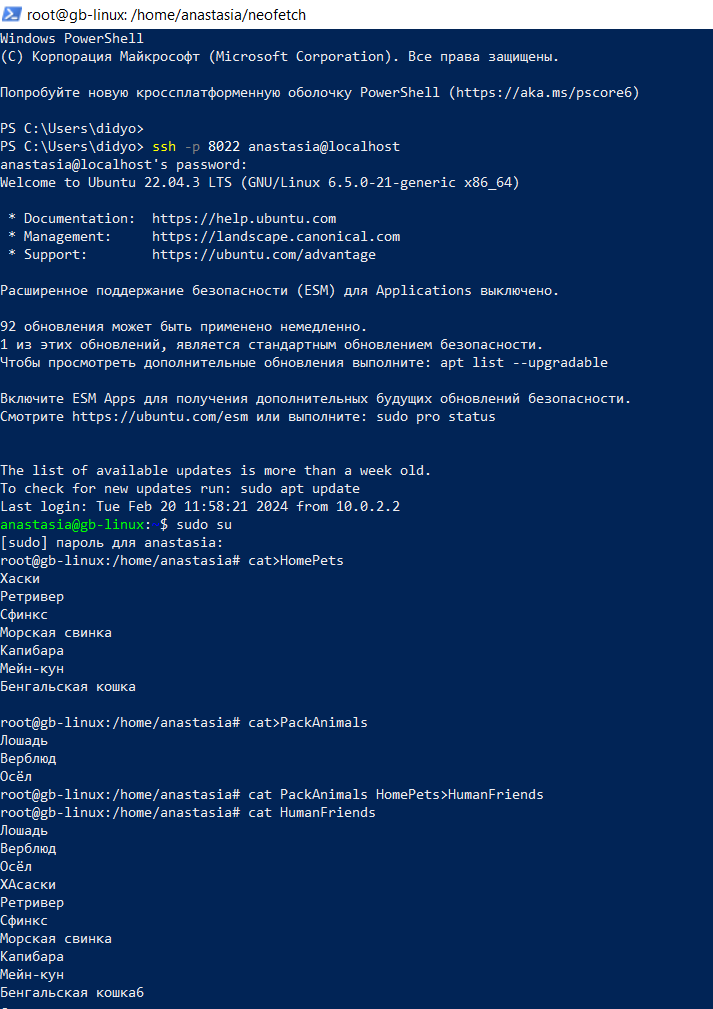 root@gb-linux: /home/anastasia/neofetch
Windows PowerShell
(C) Корпорация Майкрософт (Microsoft Corporation). Все права защищены.
Попробуйте новую кроссплатформенную оболочку PowerShell (https://aka.ms/pscore6)
PS C:\Users\didyo>
PS C:\Users\didyo> ssh -p 8022 anastasia@localhost
anastasia@localhost's password:
Welcome to Ubuntu 22.04.3 LTS (GNU/Linux 6.5.0-21-generic x86_64)
* Documentation:  https://help.ubuntu.com
* Management:     https://landscape.canonical.com
* Support:        https://ubuntu.com/advantage
Расширенное поддержание безопасности (ESM) для Applications выключено.
92 обновления может быть применено немедленно.
1 из этих обновлений, является стандартным обновлением безопасности.
Чтобы просмотреть дополнительные обновления выполните: apt list --upgradable
Включите ESM Apps для получения дополнительных будущих обновлений безопасности.
Смотрите https://ubuntu.com/esm или выполните: sudo pro status
The list of available updates is more than a week old.
To check for new updates run: sudo apt update
Last login: Tue Feb 20 11:58:21 2024 from 10.0.2.2
anastasia@gb-linux: $ sudo su
[sudo] пароль для anastasia:
root@gb-linux:/home/anastasia# cat>HomePets
Хаски
Ретривер
Сфинкс
Морская свинка
Капибара
Мейн-кун
Бенгальская кошка
root@gb-linux:/home/anastasia# cat>PackAnimals
Лошадь
Верблюд
Осёл
root@gb-linux:/home/anastasia# cat PackAnimals HomePets>HumanFriends
root@gb-linux:/home/anastasia# cat HumanFriends
Лошадь
Верблюд
Осёл
ХАсаски
Ретривер
Сфинкс
Морская свинка
Капибара
Мейн-кун
Бенгальская кошка6